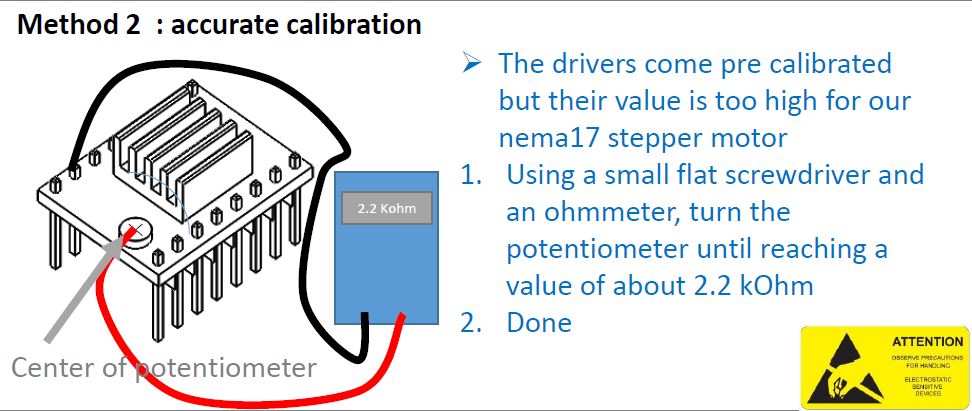 Method 2 : accurate calibration
➢ The drivers come pre calibrated
but their value is too high for our
nema17 stepper motor
1. Using a small flat screwdriver and
an ohmmeter, turn the
potentiometer until reaching a
value of about 2.2 kOhm
2. Done
2.2 Kohm
Center of potentiometer
ATTENTION
OBSERVE PRECAUTIONS
FOR HANDLING
ELECTROSTATIC
SENSITIVE
DEVICES